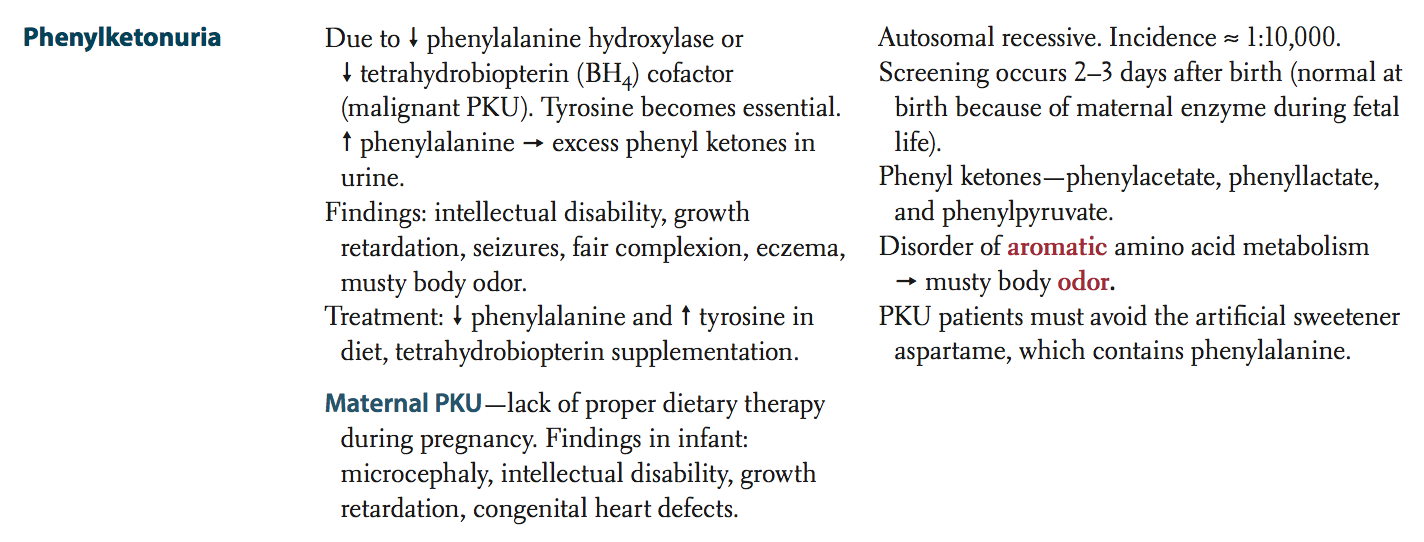 Phenylketonuria
Due to ↓ phenylalanine hydroxylase or
↓ tetrahydrobiopterin (BH₄) cofactor
(malignant PKU). Tyrosine becomes essential.
↑ phenylalanine → excess phenyl ketones in
urine.
Findings: intellectual disability, growth
retardation, seizures, fair complexion, eczema,
musty body odor.
Treatment: ↓ phenylalanine and ↑ tyrosine in
diet, tetrahydrobiopterin supplementation.
Maternal PKU—lack of proper dietary therapy
during pregnancy. Findings in infant:
microcephaly, intellectual disability, growth
retardation, congenital heart defects.
Autosomal recessive. Incidence ≈ 1:10,000.
Screening occurs 2–3 days after birth (normal at
birth because of maternal enzyme during fetal
life).
Phenyl ketones—phenylacetate, phenyllactate,
and phenylpyruvate.
Disorder of aromatic amino acid metabolism
→ musty body odor.
PKU patients must avoid the artificial sweetener
aspartame, which contains phenylalanine.